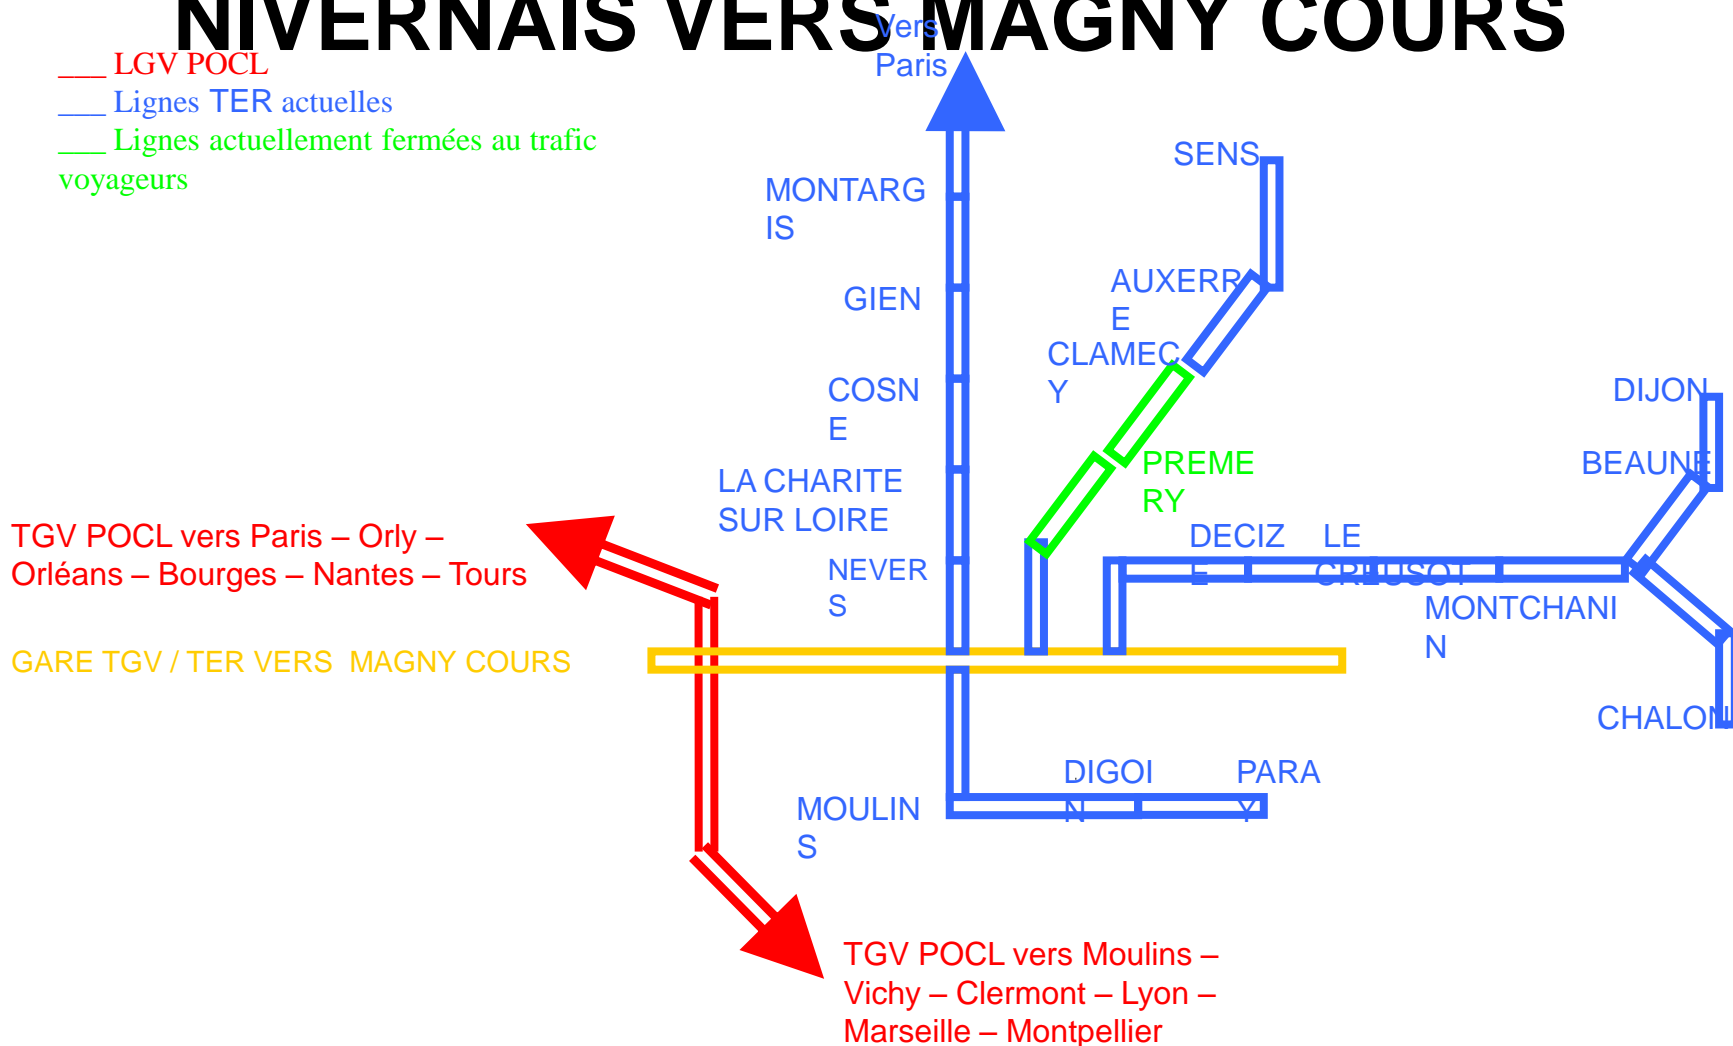 NIVERNAIS VERS MAGNY COURS
Vers
Paris
___ LGV POCL
___ Lignes TER actuelles
___ Lignes actuellement fermées au trafic
voyageurs
SENS
MONTARG
IS
AUXERR
E
GIEN
CLAMEC
Y
COSN
E
DIJON
BEAUNE
PREME
RY
LA CHARITE
SUR LOIRE
TGV POCL vers Paris – Orly –
Orléans – Bourges – Nantes – Tours
DECIZ
E
LE
CREUSOT
NEVER
S
MONTCHANI
N
GARE TGV / TER VERS MAGNY COURS
CHALON
DIGOI
N
PARA
Y
MOULIN
S
TGV POCL vers Moulins –
Vichy – Clermont – Lyon –
Marseille – Montpellier